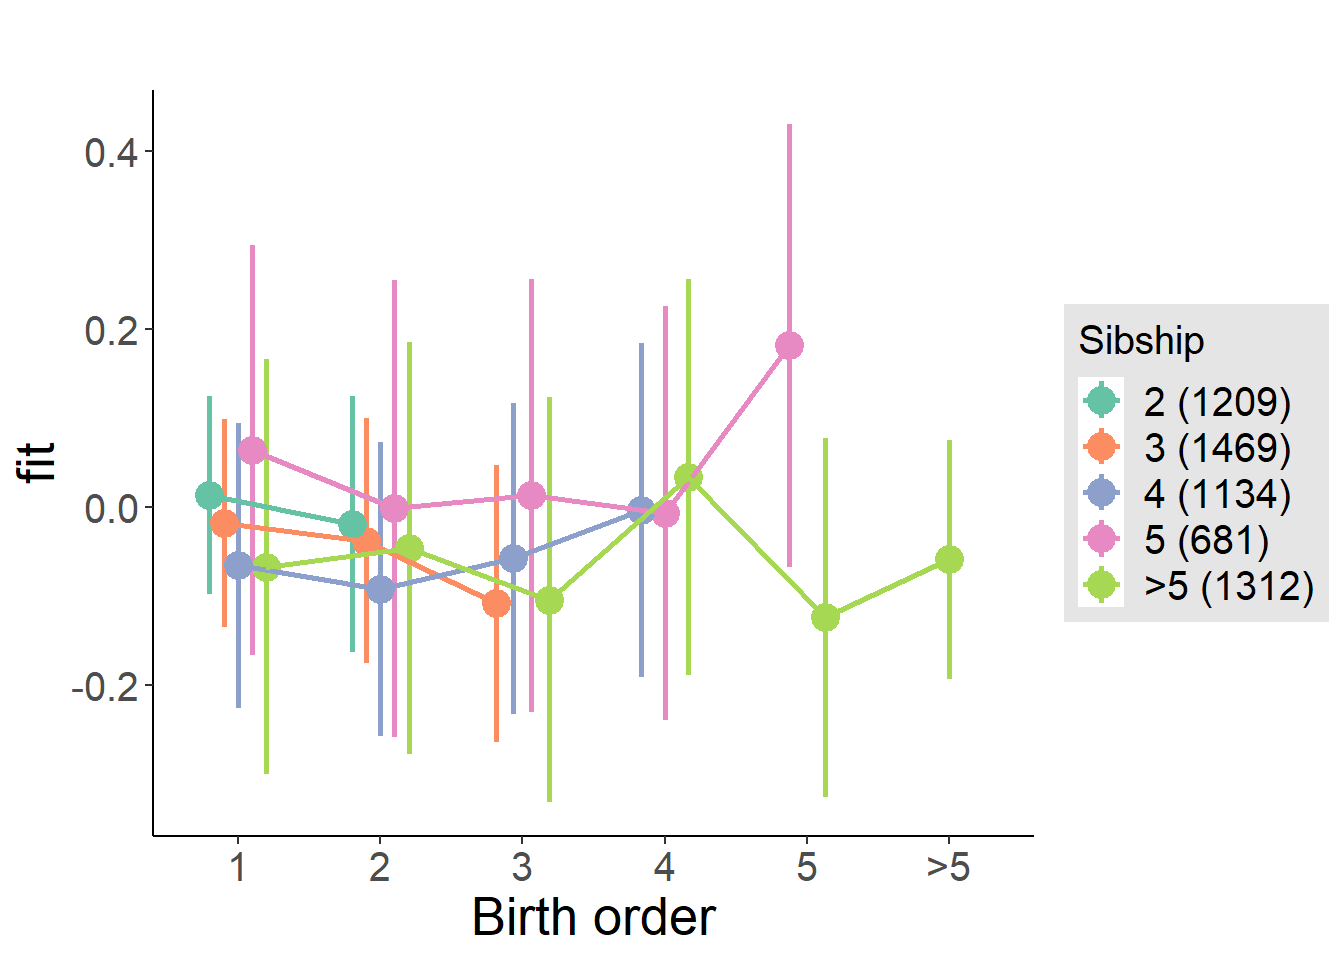 fit
0.4
0.2
0.0
-0.2
1 2 3 4 5 >5
Birth order
Sibship
2 (1209)
3 (1469)
4 (1134)
5 (681)
>5 (1312)